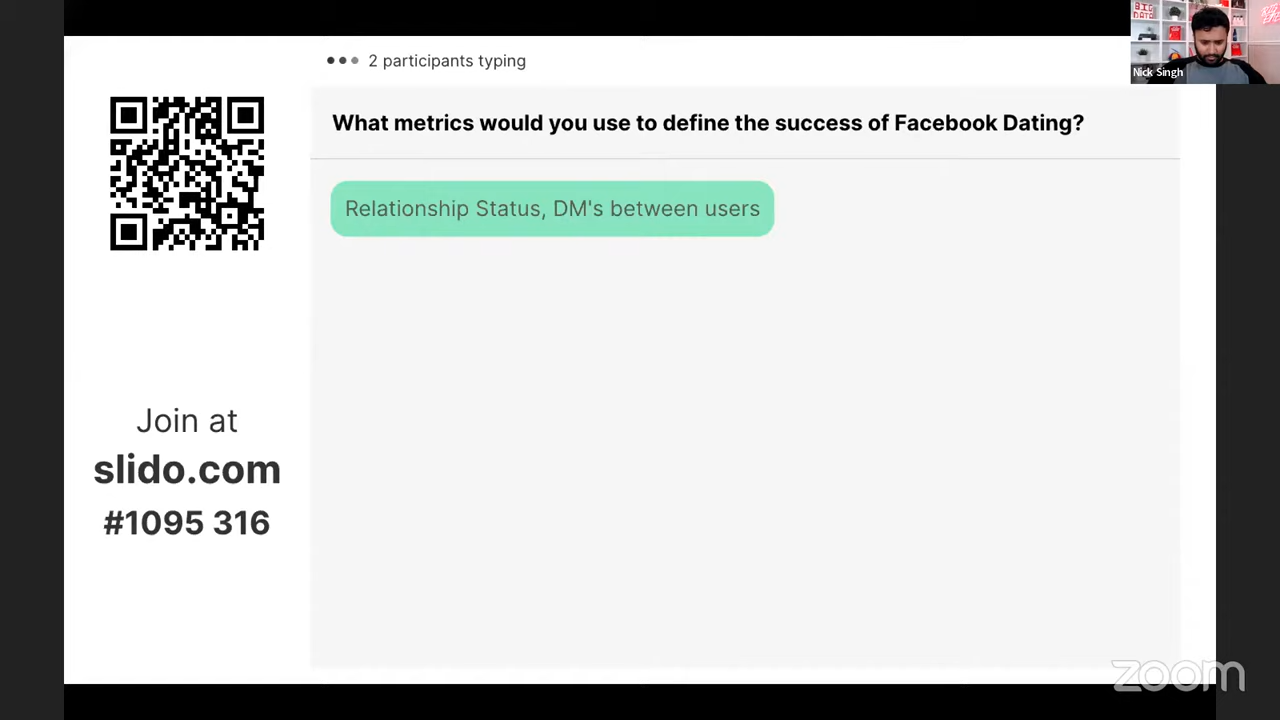 2 participants typing
What metrics would you use to define the success of Facebook Dating?
Relationship Status, DM's between users
Join at
slido.com
#1095 316
Nick Singh
zoom